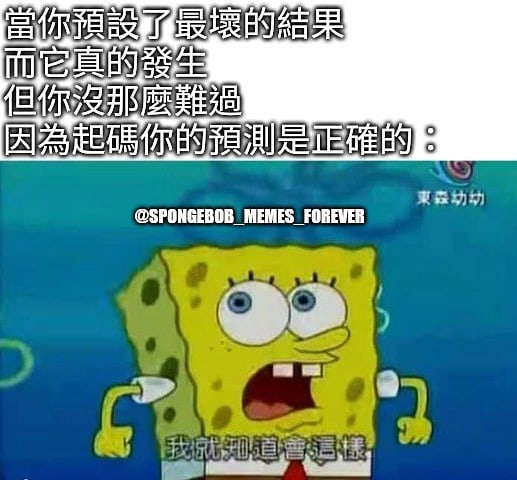 當你預設了最壞的結果
而它真的發生
但你沒那麼難過
因為起碼你的預測是正確的：
東森幼幼
@SPONGEBOB_MEMES_FOREVER
我就知道會這樣